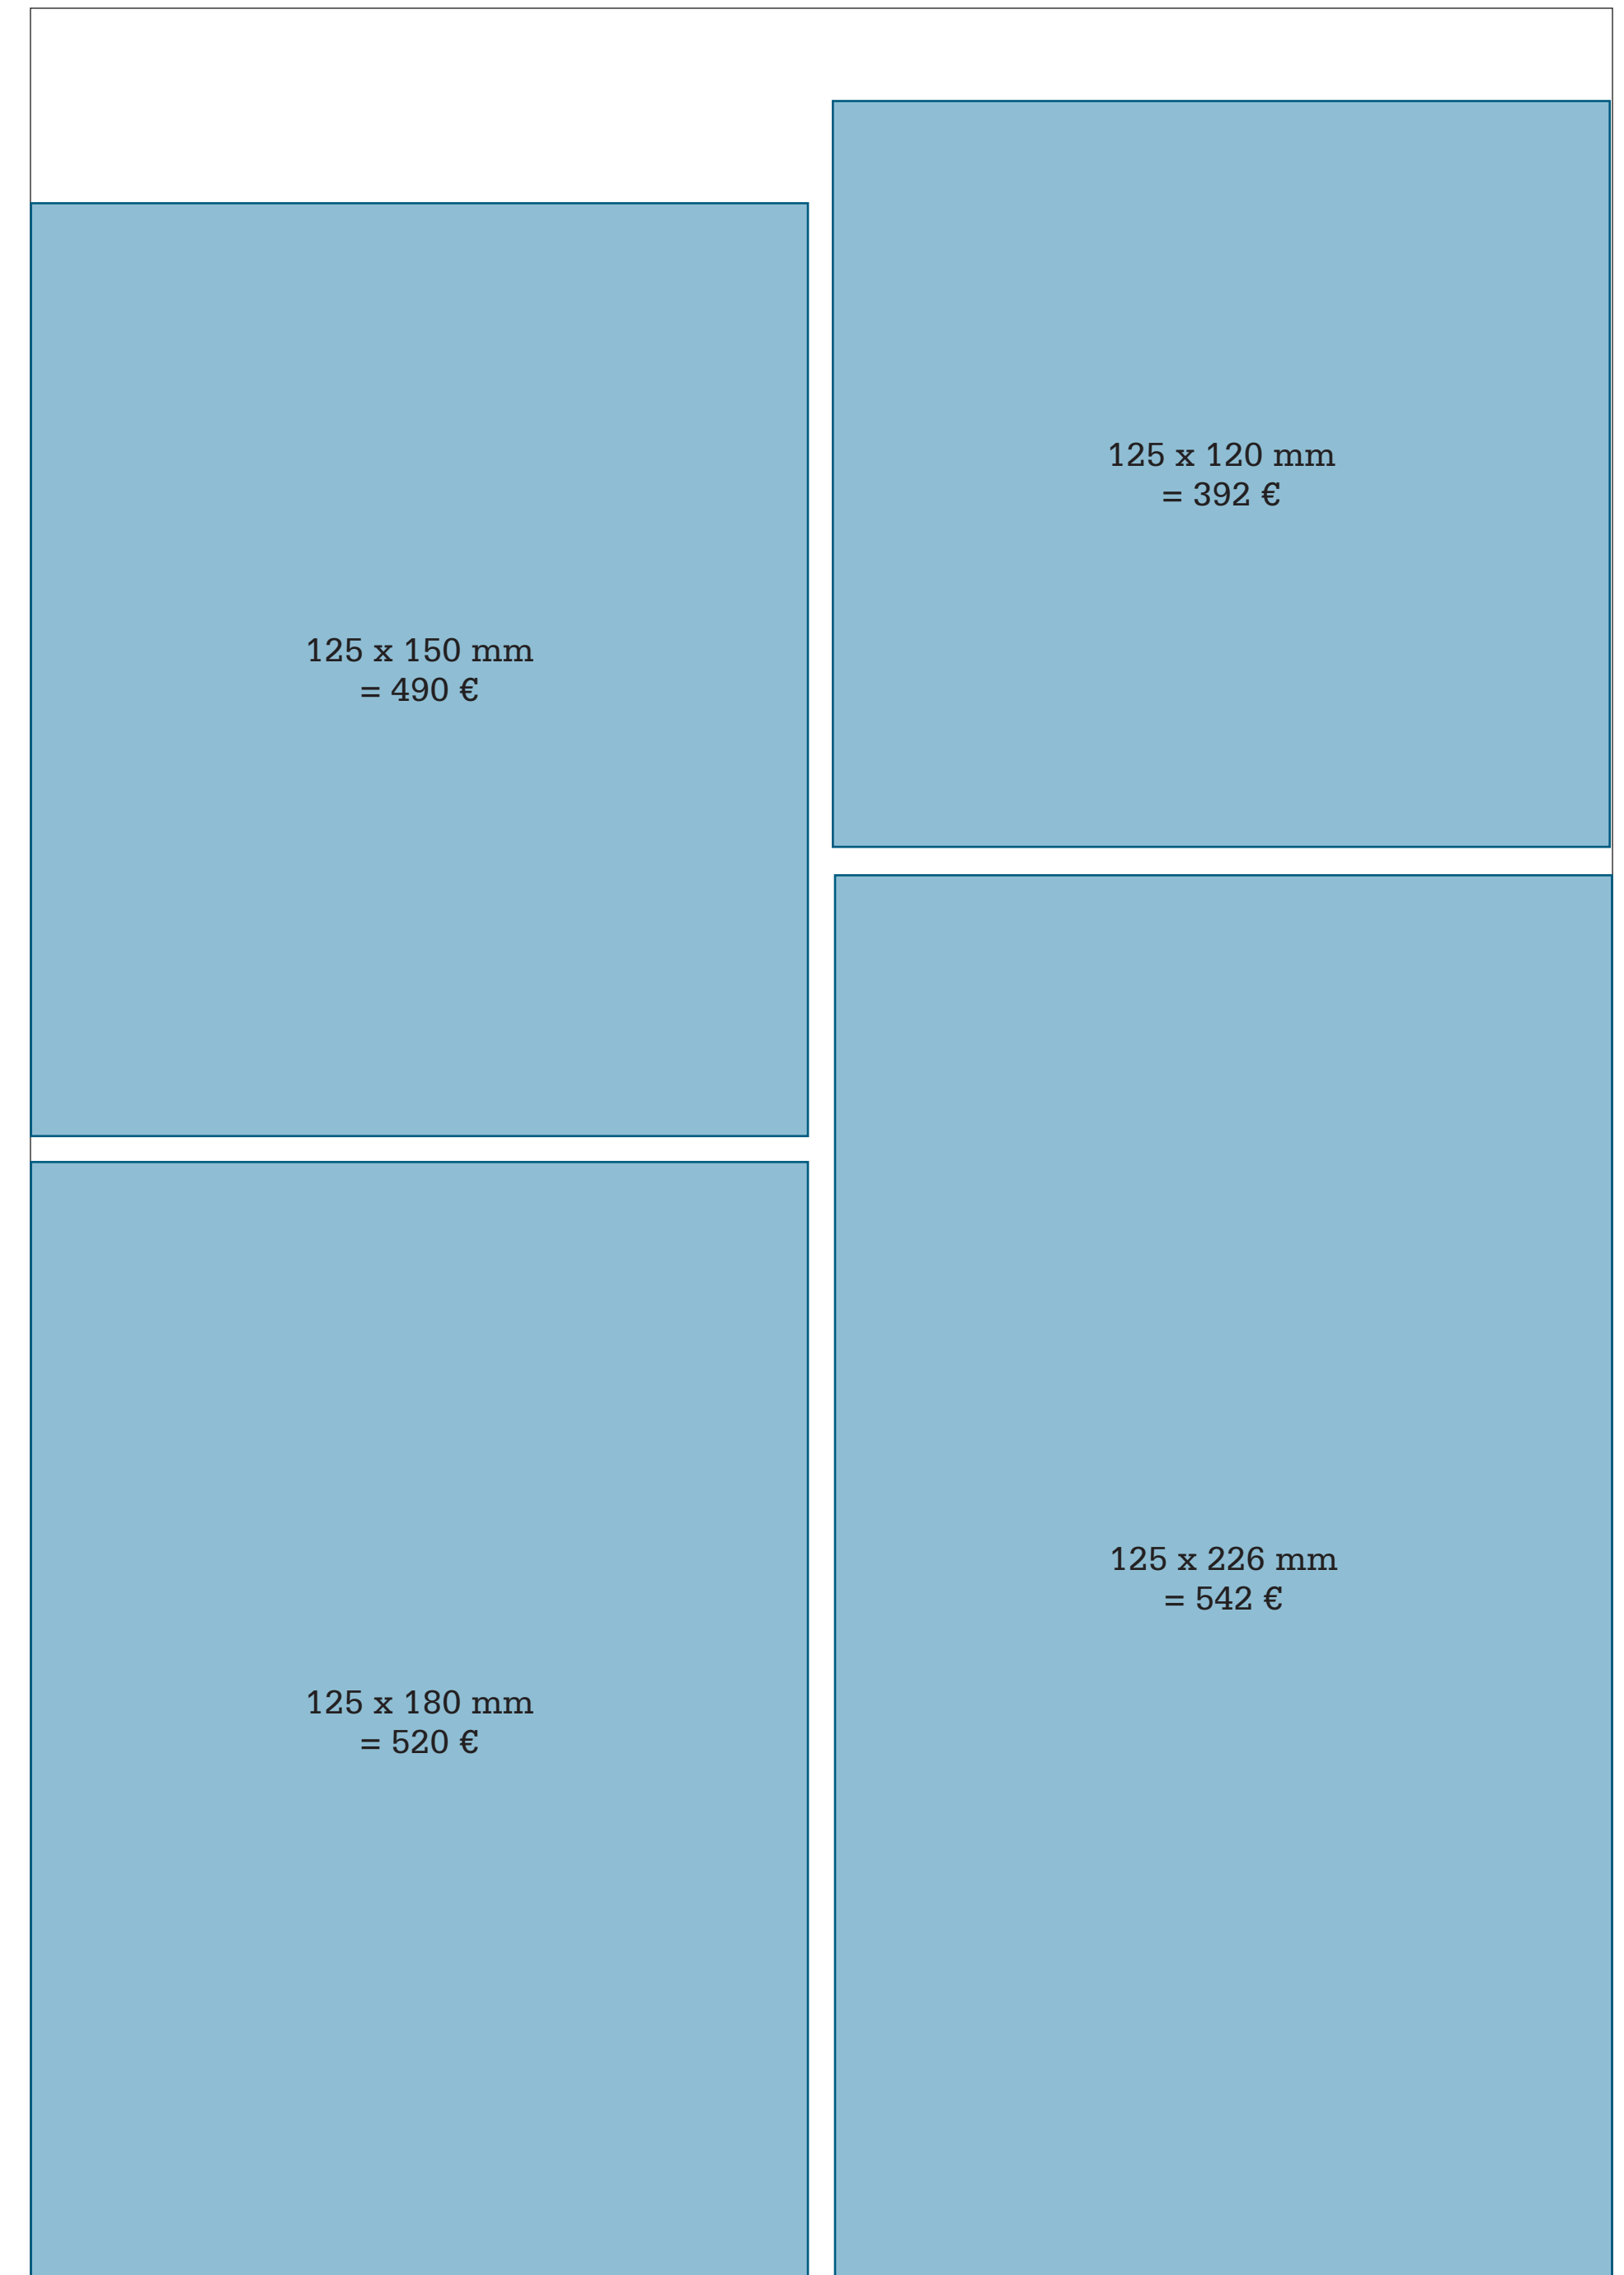 125 x 120 mm
= 392 €
125 x 150 mm
= 490 €
125 x 226 mm
= 542 €
125 x 180 mm
= 520 €